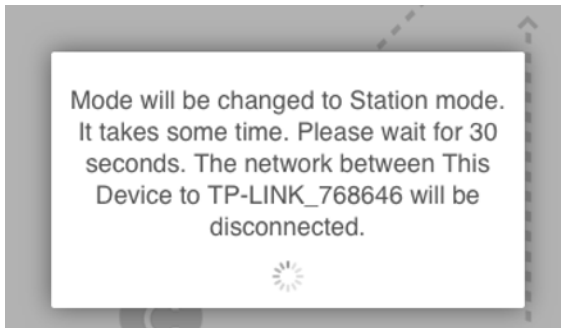 Mode will be changed to Station mode.
It takes some time. Please wait for 30
seconds. The network between This
Device to TP-LINK_768646 will be
disconnected.